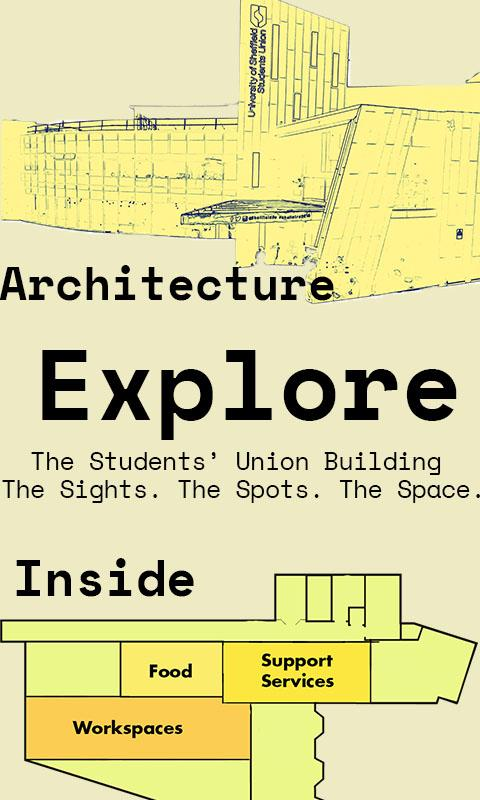 University of Sheffield
Students Union
Architecture
Explore
The Students’ Union Building
The Sights. The Spots. The Space.
Inside
Food
Support
Services
Workspaces